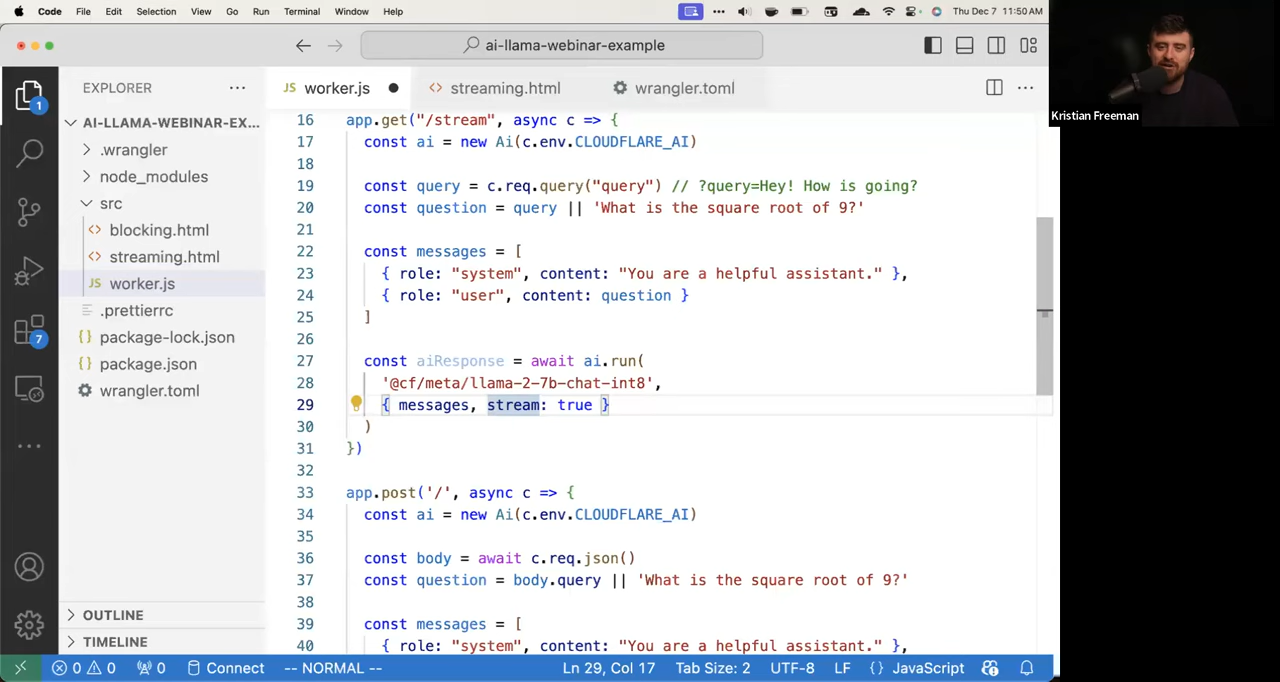 Code File Edit Selection View Go Run Terminal Window Help Thu Dec 7 11:50 AM
ai-llama-webinar-example
Kristian Freeman
EXPLORER
AI-LLAMA-WEBINAR-EX...
.wrangler
node_modules
src
blocking.html
streaming.html
JS worker.js
.prettierrc
{} package-lock.json
{} package.json
wrangler.toml
OUTLINE
TIMELINE
1
7
JS worker.js
<> streaming.html
wrangler.toml
16 app.get("/stream", async c => {
17 const ai = new Ai(c.env.CLOUDFLARE_AI)
18
19 const query = c.req.query("query") // ?query=Hey! How is going?
20 const question = query || 'What is the square root of 9?'
21
22 const messages = [
23 { role: "system", content: "You are a helpful assistant." },
24 { role: "user", content: question }
25 ]
26
27 const aiResponse = await ai.run(
28 '@cf/meta/llama-2-7b-chat-int8',
29 { messages, stream: true }
30 )
31 })
32
33 app.post('/', async c => {
34 const ai = new Ai(c.env.CLOUDFLARE_AI)
35
36 const body = await c.req.json()
37 const question = body.query || 'What is the square root of 9?'
38
39 const messages = [
40 { role: "system", content: "You are a helpful assistant." },
0 0 0 Connect -- NORMAL -- Ln 29, Col 17 Tab Size: 2 UTF-8 LF {} JavaScript